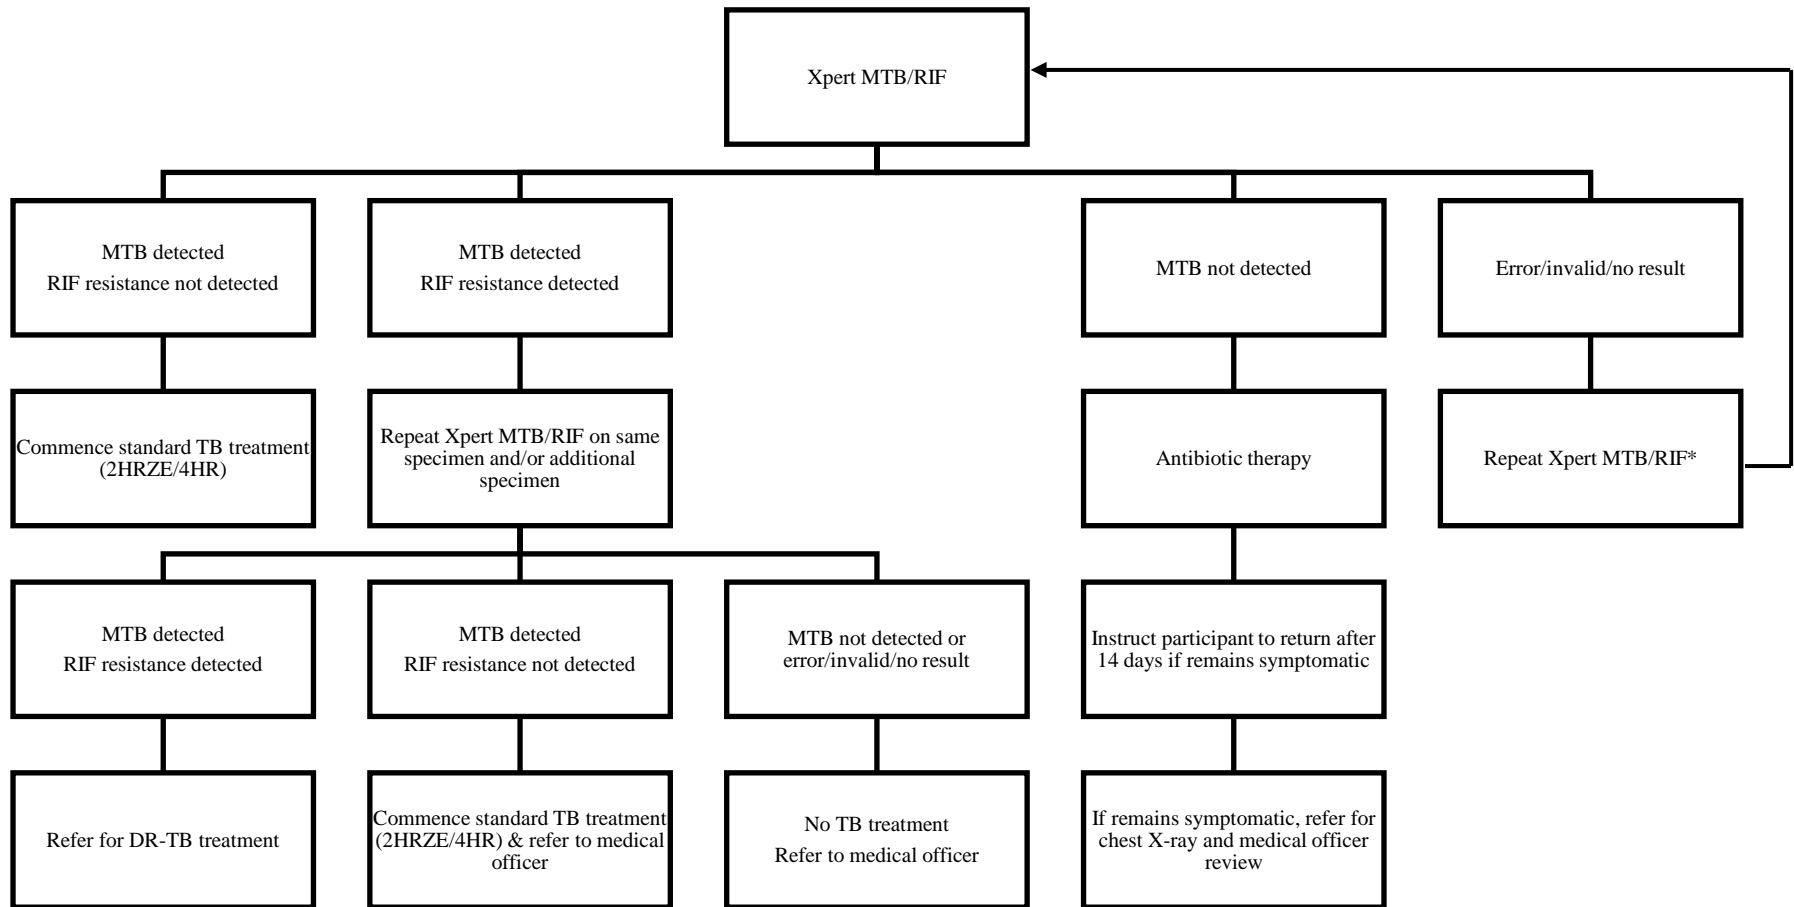 Xpert MTB/RIF
MTB detected
RIF resistance not detected
MTB detected
RIF resistance detected
MTB not detected
Error/invalid/no result
Commence standard TB treatment
(2HRZE/4HR)
Repeat Xpert MTB/RIF on same
specimen and/or additional
specimen
Antibiotic therapy
Repeat Xpert MTB/RIF*
MTB detected
RIF resistance detected
MTB detected
RIF resistance not detected
MTB not detected or
error/invalid/no result
Instruct participant to return after
14 days if remains symptomatic
Refer for DR-TB treatment
Commence standard TB treatment
(2HRZE/4HR) & refer to medical
officer
No TB treatment
Refer to medical officer
If remains symptomatic, refer for
chest X-ray and medical officer
review